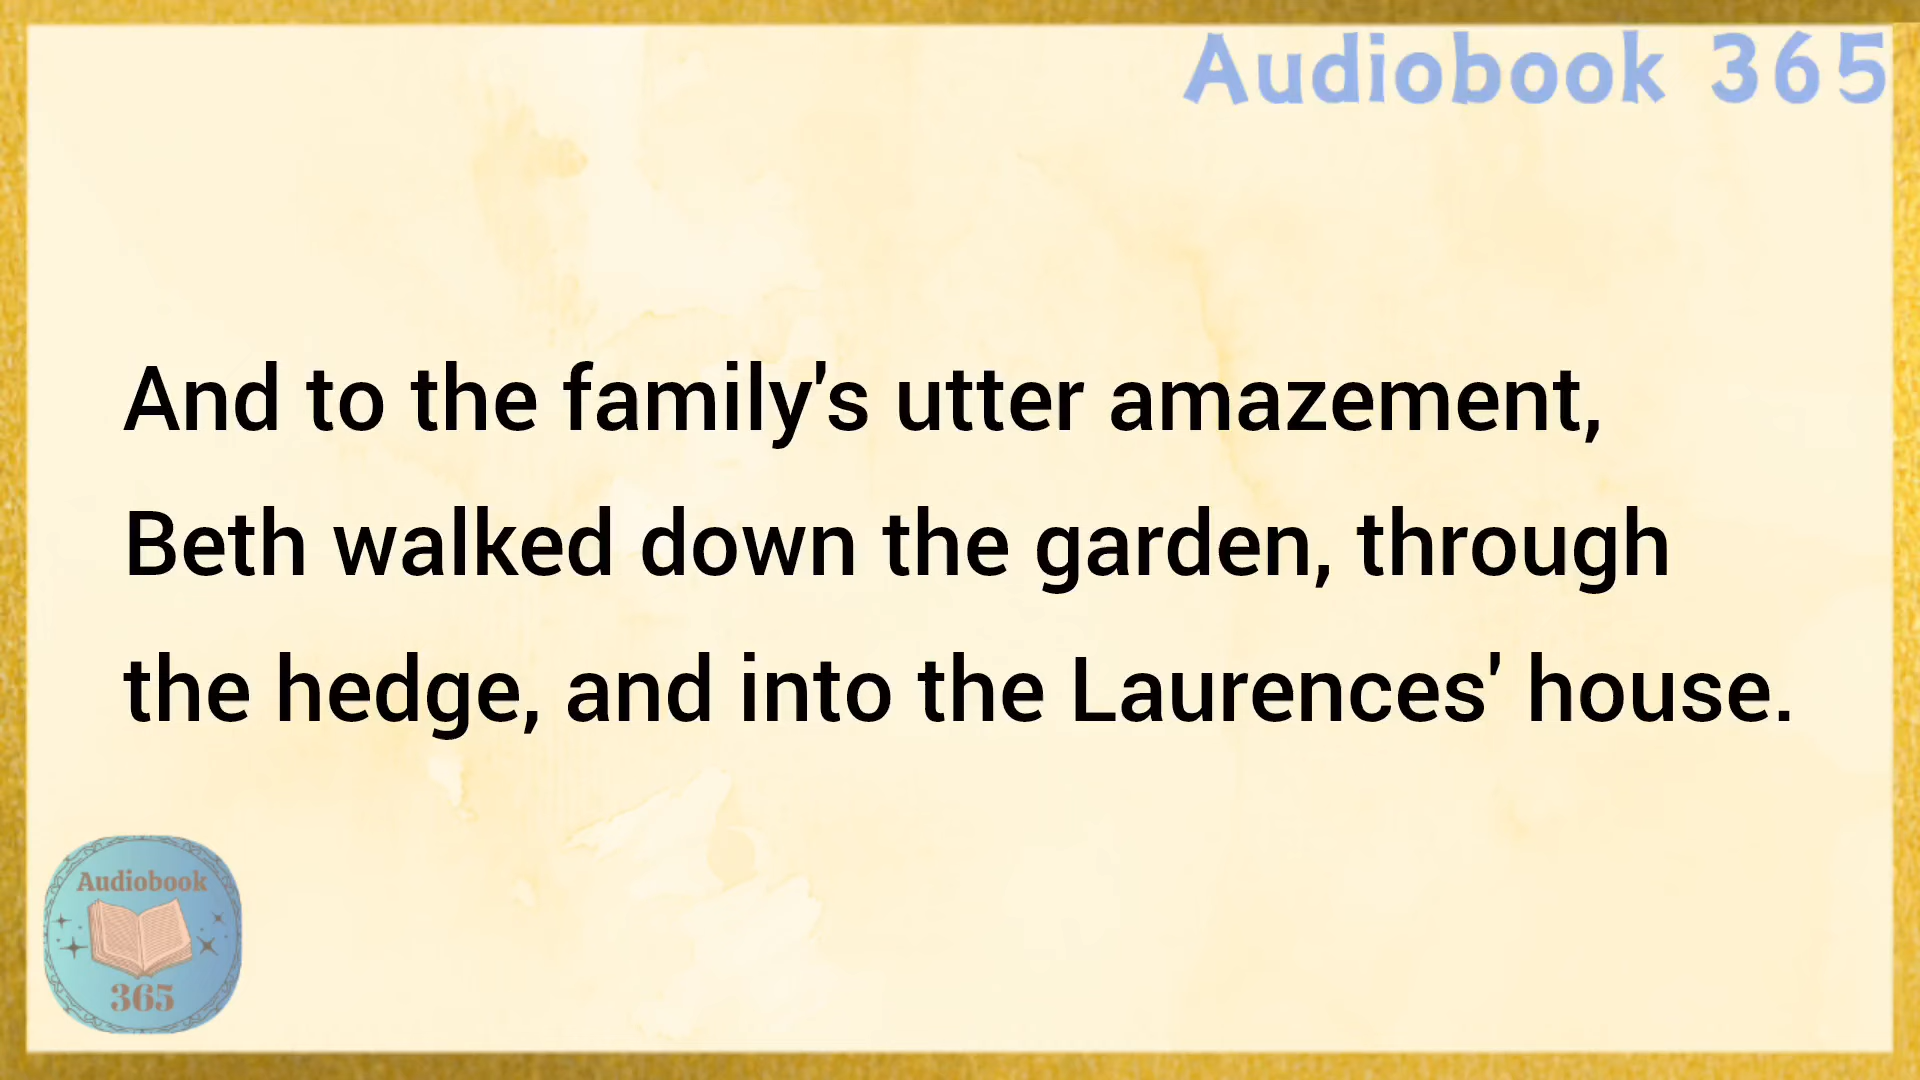 Audiobook 365
And to the family's utter amazement,
Beth walked down the garden, through
the hedge, and into the Laurences' house.
Audiobook
365